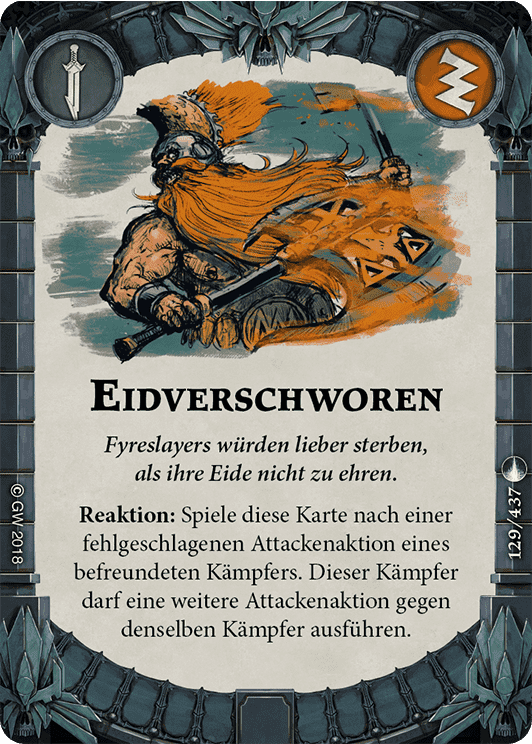 EIDVERSCHWOREN
Fyreslayers würden lieber sterben,
als ihre Eide nicht zu ehren.
Reaktion: Spiele diese Karte nach einer
fehlgeschlagenen Attackenaktion eines
befreundeten Kämpfers. Dieser Kämpfer
darf eine weitere Attackenaktion gegen
denselben Kämpfer ausführen.
© GW 2018
129/437